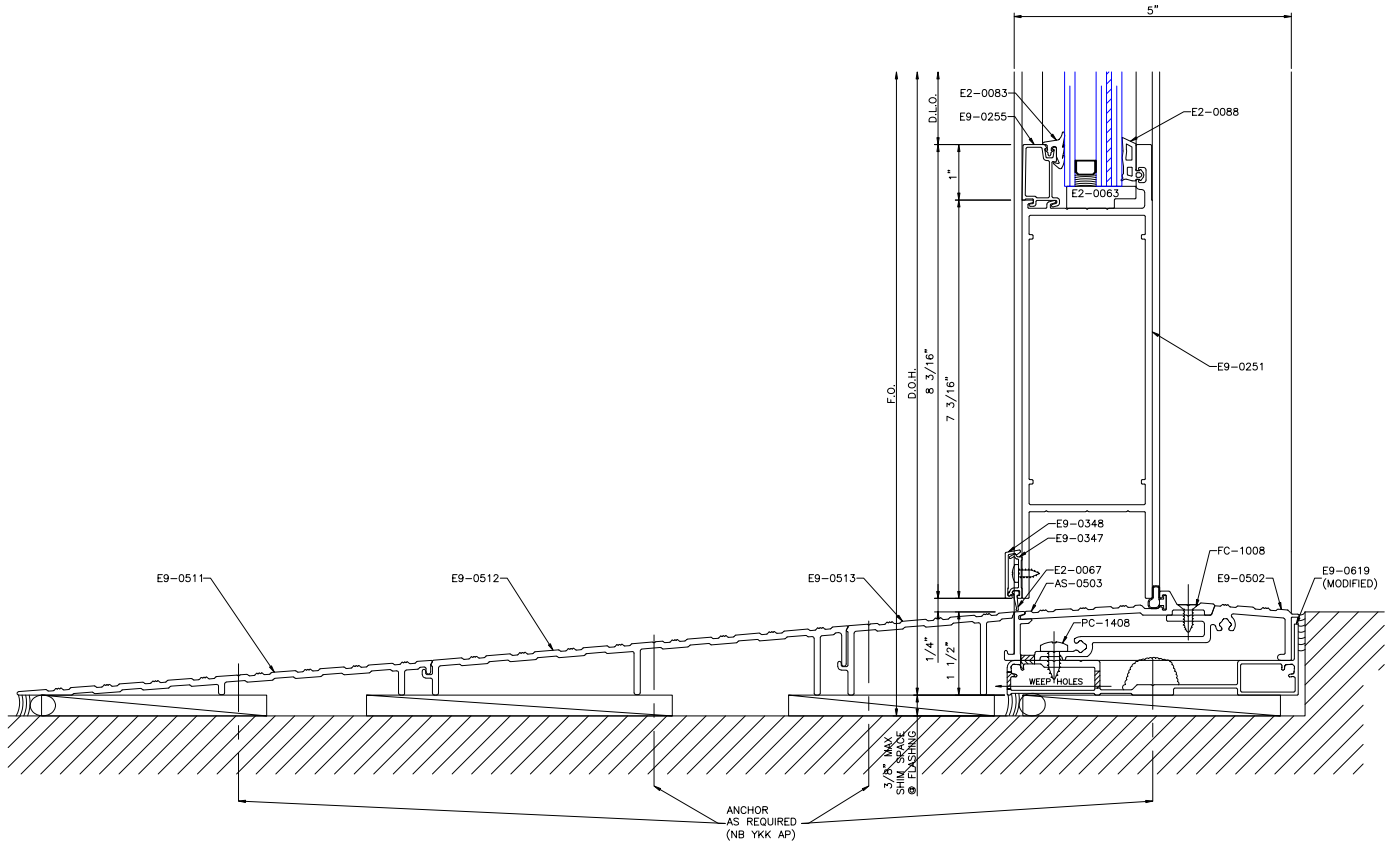 5"
E2-0083
E9-0255
E2-0088
D.L.O.
1"
E2-0063
F.O.
D.O.H.
8 3/16"
7 3/16"
E9-0251
E9-0348
E9-0347
FC-1008
E9-0511
E9-0512
E9-0513
E2-0067
AS-0503
E9-0502
E9-0619
(MODIFIED)
PC-1408
1/4"
1 1/2"
WEEP HOLES
3/8" MAX
SHIM SPACE
@ FLASHING
ANCHOR
AS REQUIRED
(NB YKK AP)